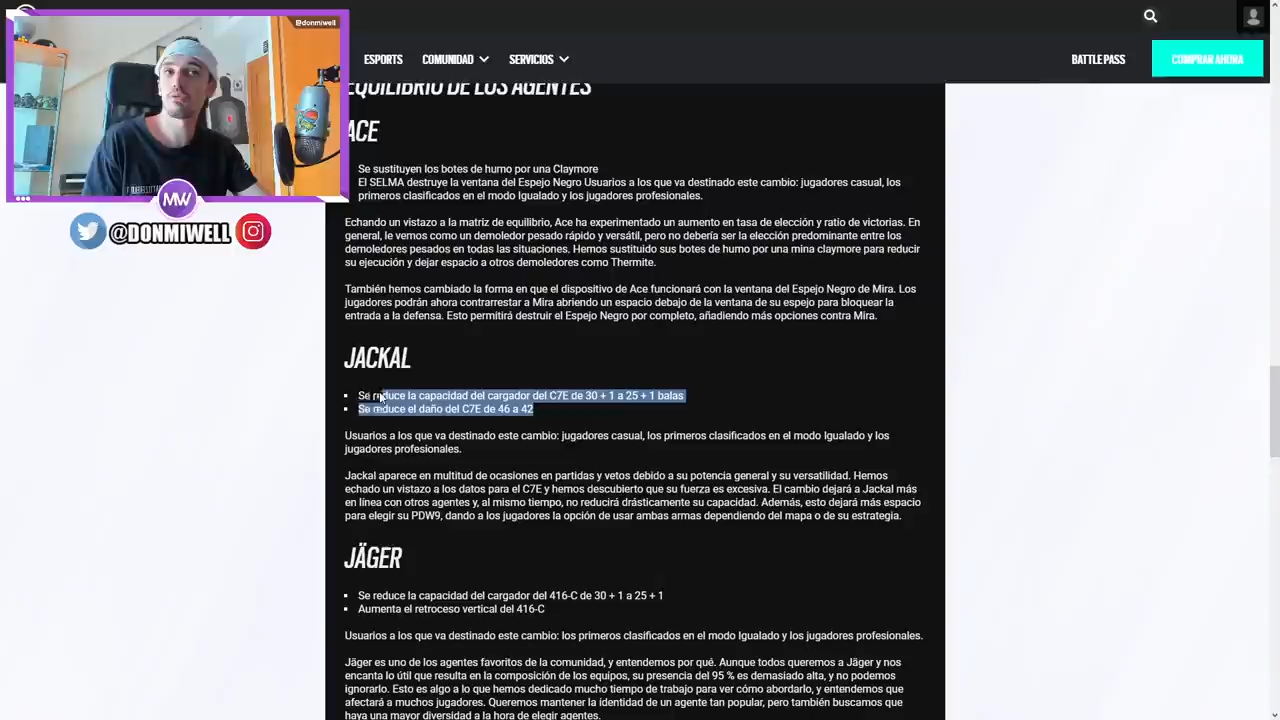 @donmiwell
MW
@DONMIWELL
ESPORTS
COMUNIDAD
SERVICIOS
BATTLE PASS
COMPRAR AHORA
EQUILIBRIO DE LOS AGENTES
ACE
Se sustituyen los botes de humo por una Claymore
El SELMA destruye la ventana del Espejo Negro Usuarios a los que va destinado este cambio: jugadores casual, los
primeros clasificados en el modo Igualado y los jugadores profesionales.
Echando un vistazo a la matriz de equilibrio, Ace ha experimentado un aumento en tasa de elección y ratio de victorias. En
general, le vemos como un demoledor pesado rápido y versátil, pero no debería ser la elección predominante entre los
demoledores pesados en todas las situaciones. Hemos sustituido sus botes de humo por una mina claymore para reducir
su ejecución y dejar espacio a otros demoledores como Thermite.
También hemos cambiado la forma en que el dispositivo de Ace funcionará con la ventana del Espejo Negro de Mira. Los
jugadores podrán ahora contrarrestar a Mira abriendo un espacio debajo de la ventana de su espejo para bloquear la
entrada a la defensa. Esto permitirá destruir el Espejo Negro por completo, añadiendo más opciones contra Mira.
JACKAL
▪ Se reduce la capacidad del cargador del C7E de 30 + 1 a 25 + 1 balas
▪ Se reduce el daño del C7E de 46 a 42
Usuarios a los que va destinado este cambio: jugadores casual, los primeros clasificados en el modo Igualado y los
jugadores profesionales.
Jackal aparece en multitud de ocasiones en partidas y vetos debido a su potencia general y su versatilidad. Hemos
echado un vistazo a los datos para el C7E y hemos descubierto que su fuerza es excesiva. El cambio dejará a Jackal más
en línea con otros agentes y, al mismo tiempo, no reducirá drásticamente su capacidad. Además, esto dejará más espacio
para elegir su PDW9, dando a los jugadores la opción de usar ambas armas dependiendo del mapa o de su estrategia.
JÄGER
▪ Se reduce la capacidad del cargador del 416-C de 30 + 1 a 25 + 1
▪ Aumenta el retroceso vertical del 416-C
Usuarios a los que va destinado este cambio: los primeros clasificados en el modo Igualado y los jugadores profesionales.
Jäger es uno de los agentes favoritos de la comunidad, y entendemos por qué. Aunque todos queremos a Jäger y nos
encanta lo útil que resulta en la composición de los equipos, su presencia del 95 % es demasiado alta, y no podemos
ignorarlo. Esto es algo a lo que hemos dedicado mucho tiempo de trabajo para ver cómo abordarlo, y entendemos que
afectará a muchos jugadores. Queremos mantener la identidad de un agente tan popular, pero también buscamos que
haya una mayor diversidad a la hora de elegir agentes.